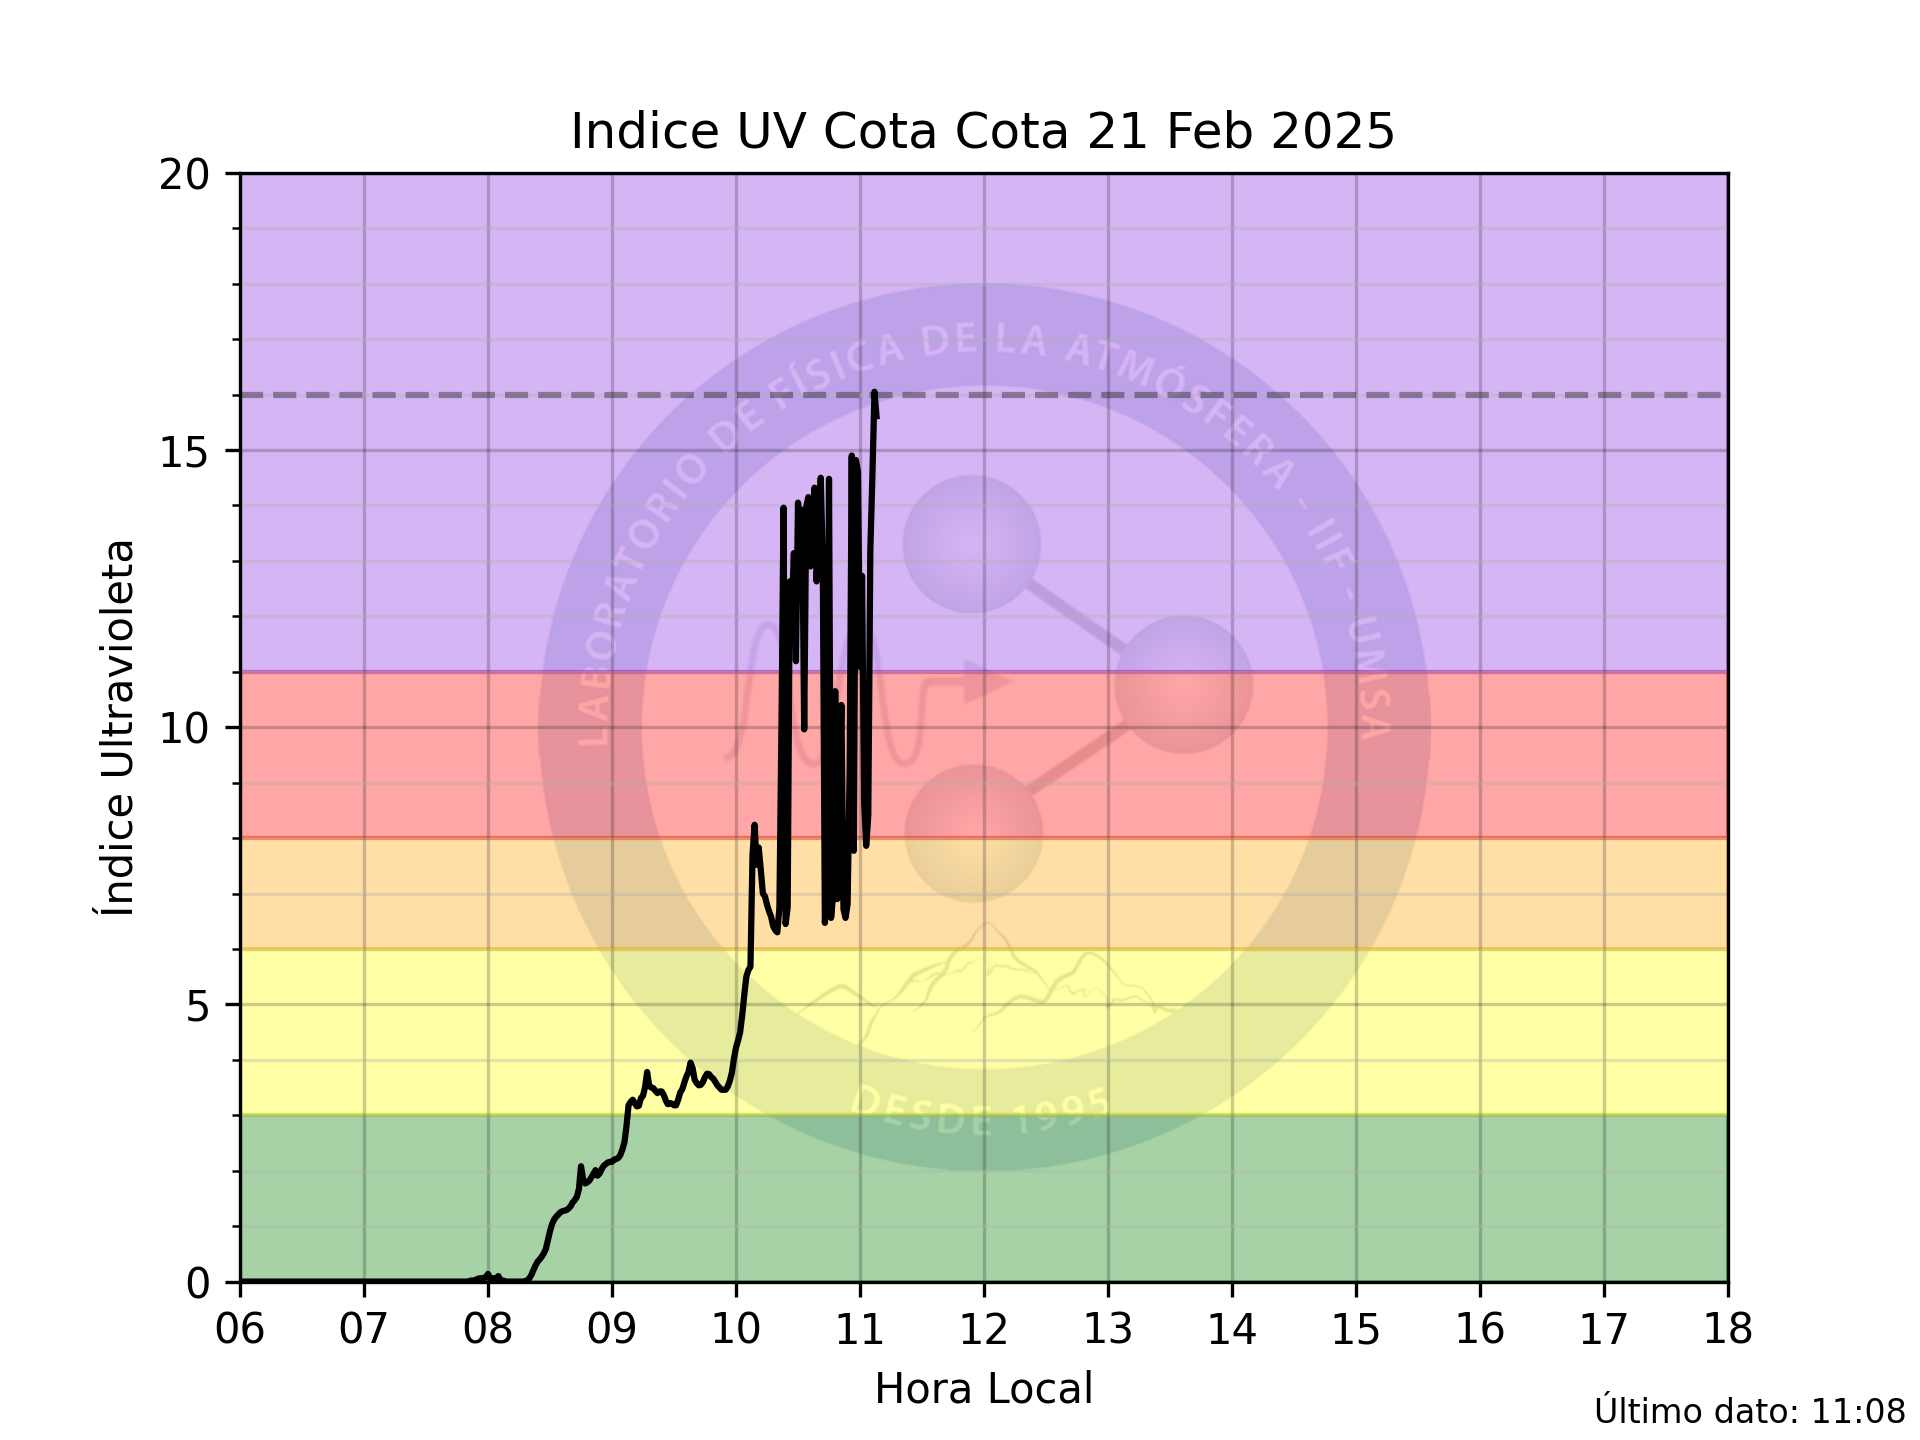 Indice UV Cota Cota 21 Feb 2025
20
15
10
5
0
Índice Ultravioleta
LABORATORIO DE FÍSICA DE LA ATMÓSFERA - IIF - UMSA
DESDE 1995
06 07 08 09 10 11 12 13 14 15 16 17 18
Hora Local
Último dato: 11:08